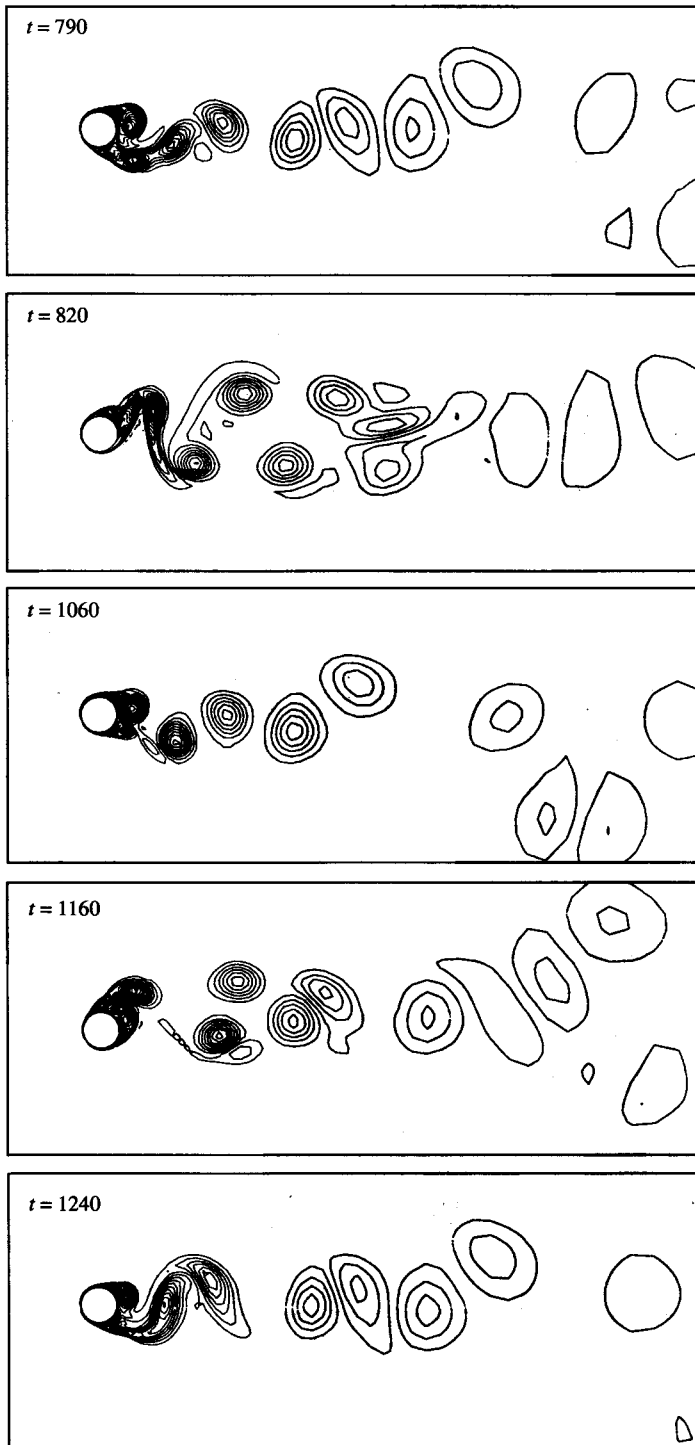 t = 790
t = 820
t = 1060
t = 1160
t = 1240